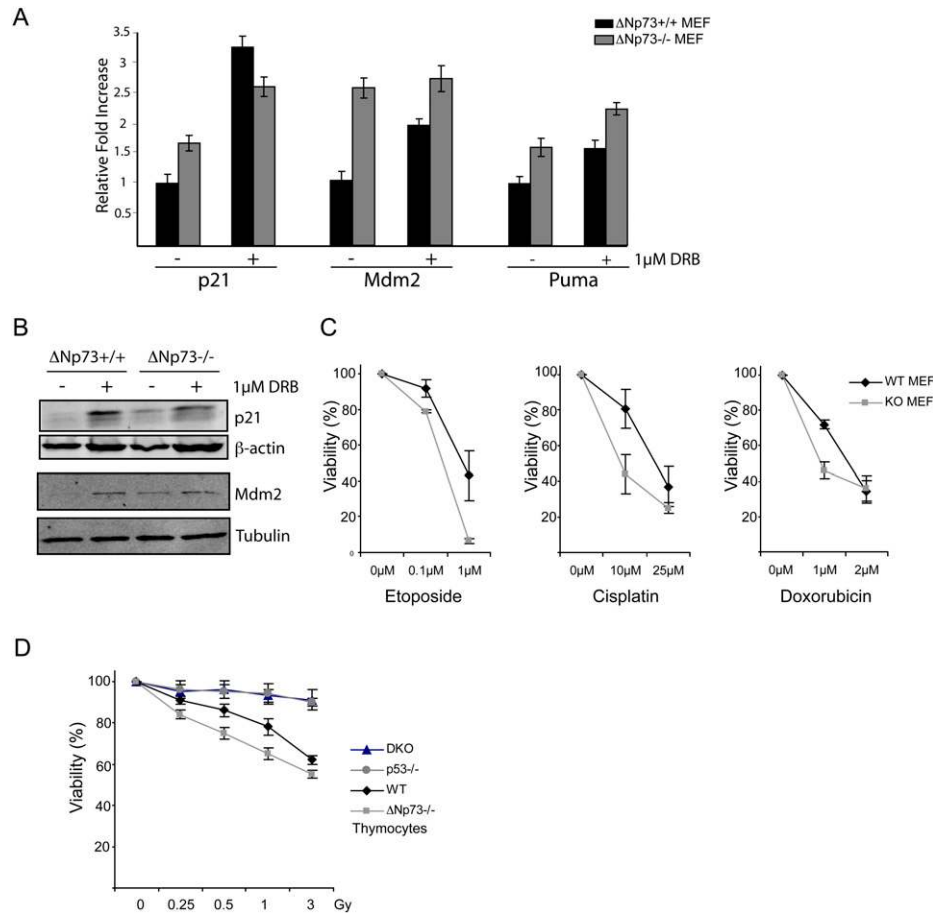 A
ΔNp73+/+ MEF
ΔNp73-/- MEF
Relative Fold Increase
3.5
3
2.5
2
1.5
1
0.5
- + - + - + 1μM DRB
p21 Mdm2 Puma
B
ΔNp73+/+ ΔNp73-/-
- + - + 1μM DRB
p21
β-actin
Mdm2
Tubulin
C
Viability (%)
100
80
60
40
20
0
0μM 0.1μM 1μM
Etoposide
Viability (%)
100
80
60
40
20
0μM 10μM 25μM
Cisplatin
Viability (%)
100
80
60
40
20
0μM 1μM 2μM
Doxorubicin
WT MEF
KO MEF
D
Viability (%)
100
80
60
40
20
0 0.25 0.5 1 3 Gy
DKO
p53-/-
WT
ΔNp73-/-
Thymocytes